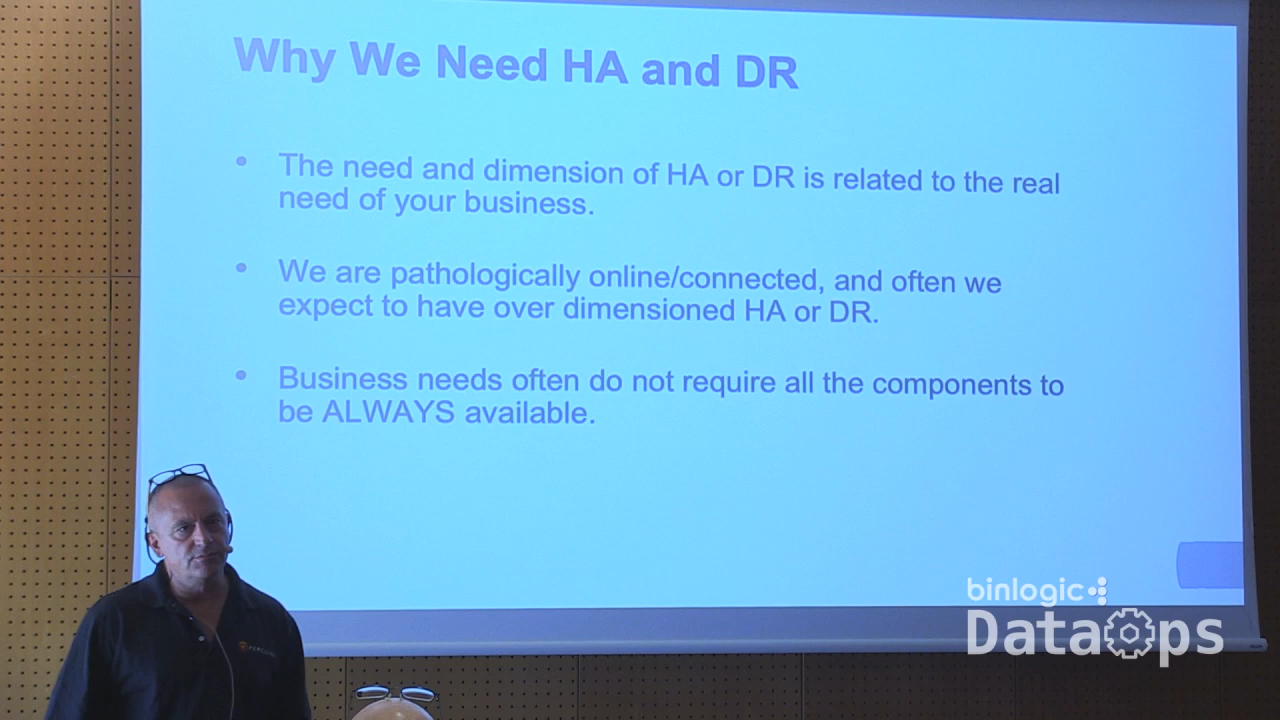 Why We Need HA and DR
• The need and dimension of HA or DR is related to the real
need of your business.
• We are pathologically online/connected, and often we
expect to have over dimensioned HA or DR.
• Business needs often do not require all the components to
be ALWAYS available.
binlogic
DataOps